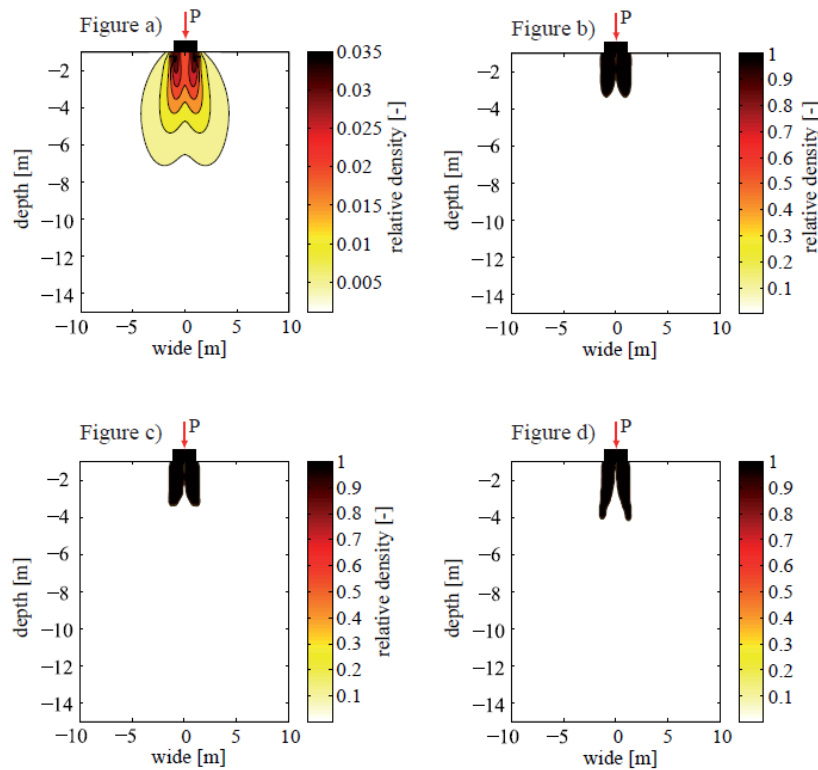 Figure a)
P
0.035
0.03
0.025
0.02
0.015
0.01
0.005
relative density [-]
−2
−4
−6
−8
−10
−12
−14
depth [m]
−10 −5 0 5 10
wide [m]
Figure b)
P
1
0.9
0.8
0.7
0.6
0.5
0.4
0.3
0.2
0.1
relative density [-]
−2
−4
−6
−8
−10
−12
−14
depth [m]
−10 −5 0 5 10
wide [m]
Figure c)
P
1
0.9
0.8
0.7
0.6
0.5
0.4
0.3
0.2
0.1
relative density [-]
−2
−4
−6
−8
−10
−12
−14
depth [m]
−10 −5 0 5 10
wide [m]
Figure d)
P
1
0.9
0.8
0.7
0.6
0.5
0.4
0.3
0.2
0.1
relative density [-]
−2
−4
−6
−8
−10
−12
−14
depth [m]
−10 −5 0 5 10
wide [m]